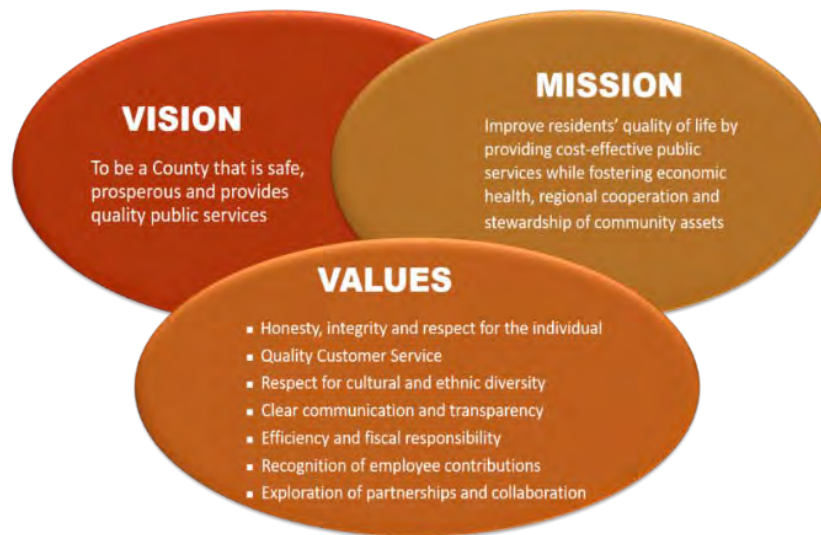 VISION
To be a County that is safe,
prosperous and provides
quality public services
MISSION
Improve residents’ quality of life by
providing cost-effective public
services while fostering economic
health, regional cooperation and
stewardship of community assets
VALUES
▪ Honesty, integrity and respect for the individual
▪ Quality Customer Service
▪ Respect for cultural and ethnic diversity
▪ Clear communication and transparency
▪ Efficiency and fiscal responsibility
▪ Recognition of employee contributions
▪ Exploration of partnerships and collaboration